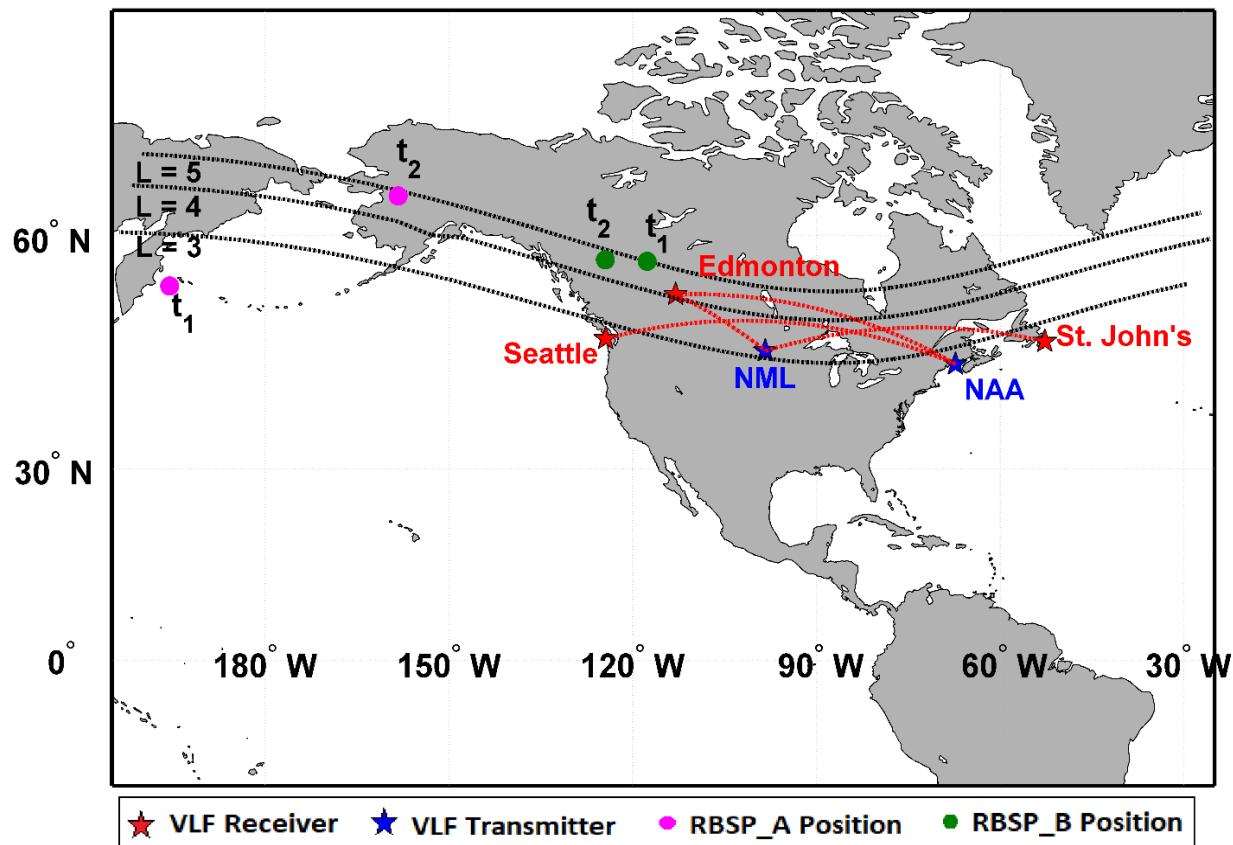 L = 5
L = 4
L = 3
t1
t2
t2
t1
Edmonton
Seattle
NML
NAA
St. John's
60° N
30° N
0°
180° W
150° W
120° W
90° W
60° W
30° W
VLF Receiver
VLF Transmitter
RBSP_A Position
RBSP_B Position